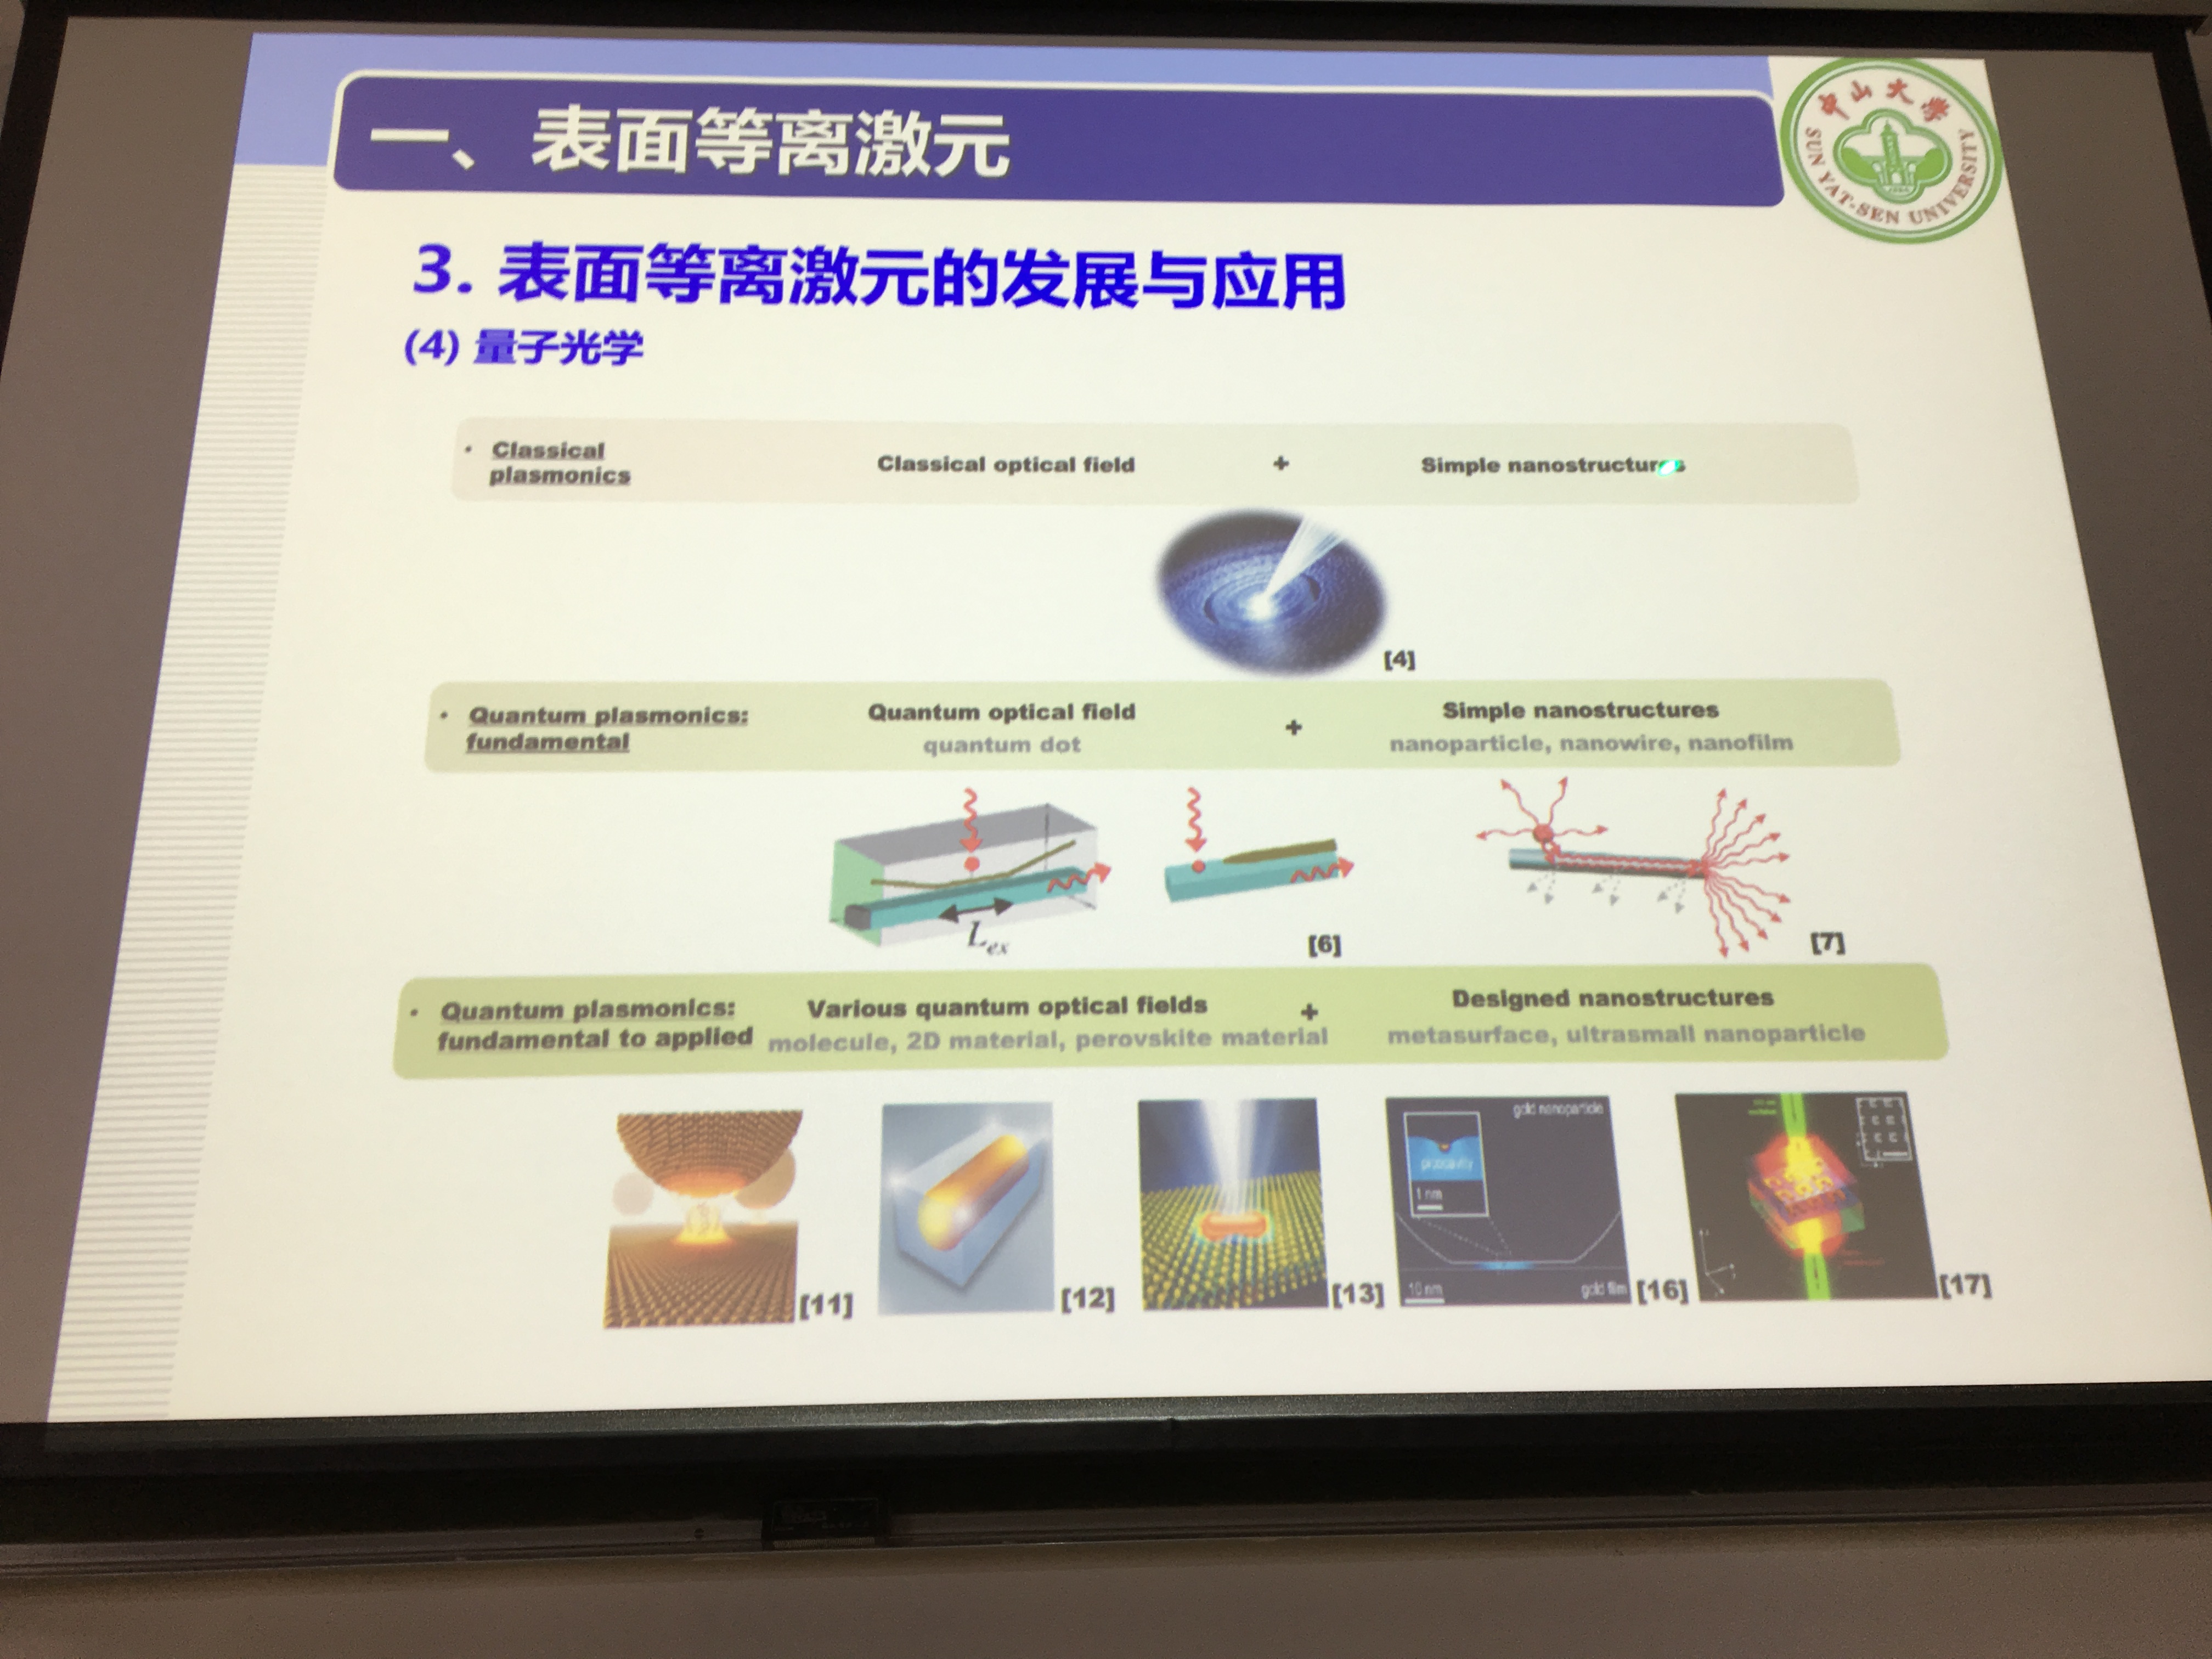 一、表面等离激元
中山大学
SUN YAT-SEN UNIVERSITY
3. 表面等离激元的发展与应用
(4) 量子光学
• Classical plasmonics
Classical optical field
+
Simple nanostructures
[4]
• Quantum plasmonics: fundamental
Quantum optical field
quantum dot
+
Simple nanostructures
nanoparticle, nanowire, nanofilm
Lex
[6]
[7]
• Quantum plasmonics: fundamental to applied
Various quantum optical fields
molecule, 2D material, perovskite material
+
Designed nanostructures
metasurface, ultrasmall nanoparticle
[11]
[12]
[13]
gold nanoparticle
picocavity
1 nm
10 nm
gold film
[16]
[17]